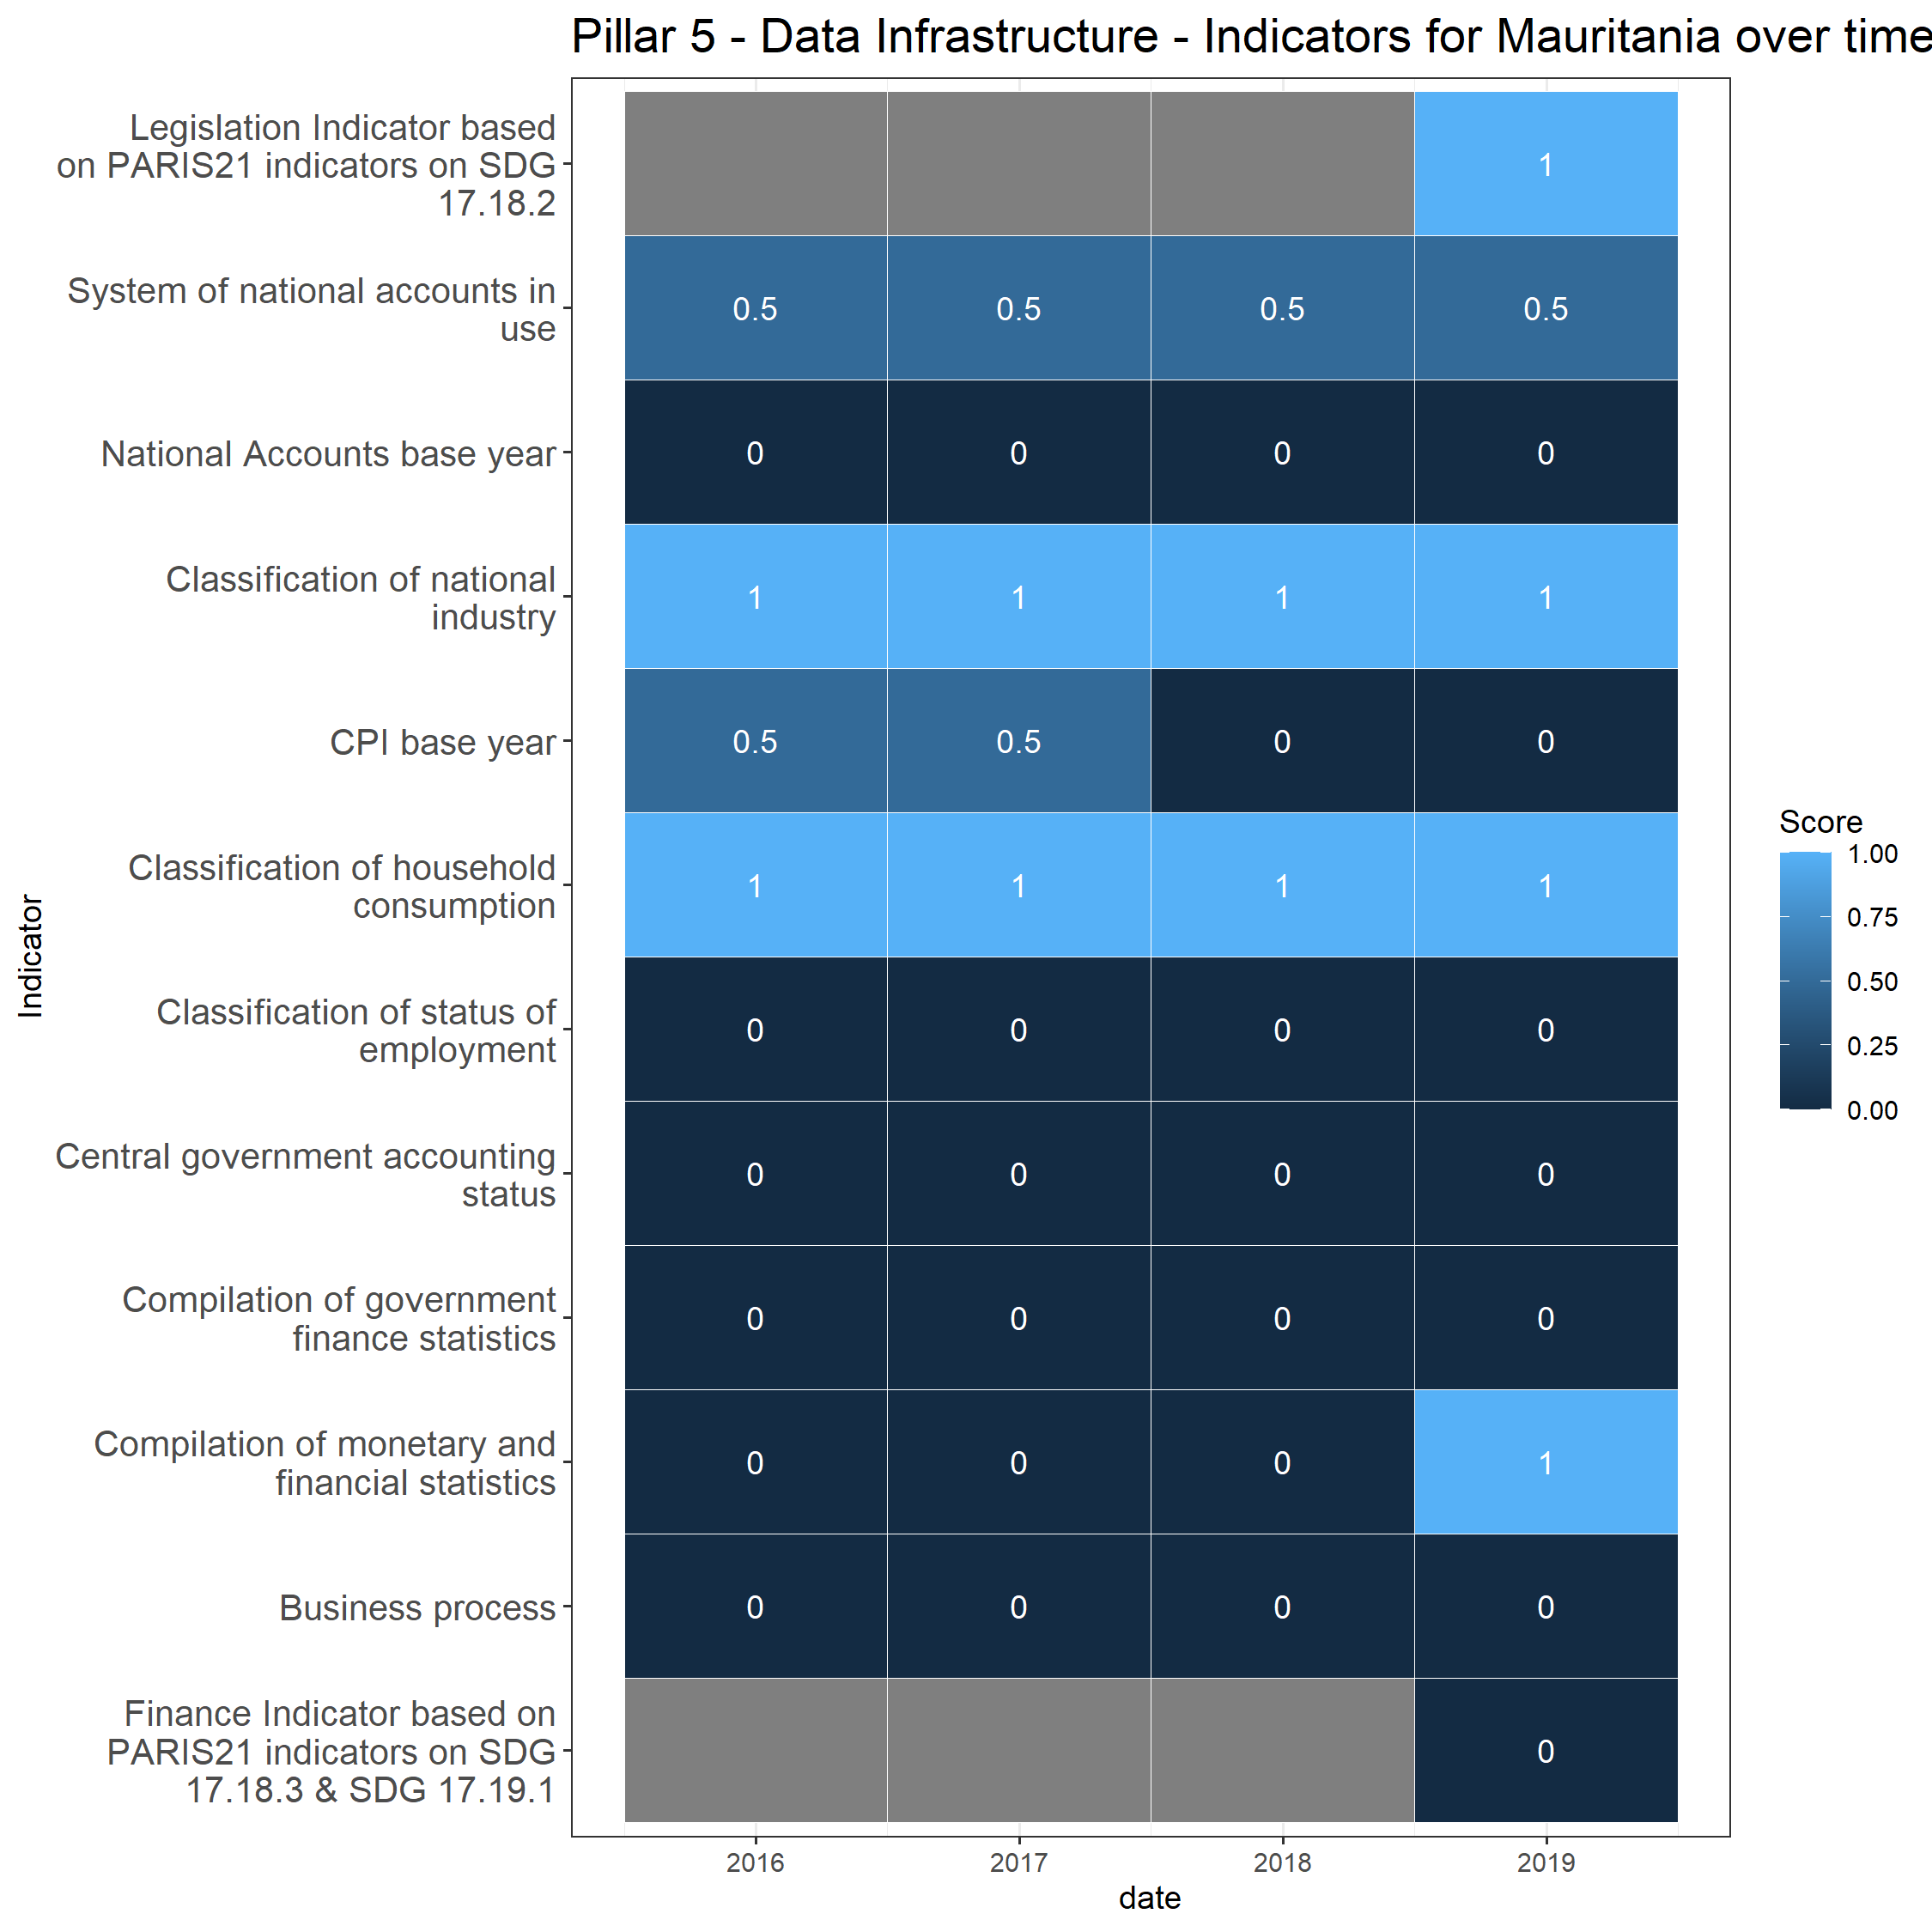 Pillar 5 - Data Infrastructure - Indicators for Mauritania over time
Legislation Indicator based
on PARIS21 indicators on SDG
17.18.2
1
System of national accounts in
use
0.5 0.5 0.5 0.5
National Accounts base year
0 0 0 0
Classification of national
industry
1 1 1 1
CPI base year
0.5 0.5 0 0
Classification of household
consumption
1 1 1 1
Classification of status of
employment
0 0 0 0
Central government accounting
status
0 0 0 0
Compilation of government
finance statistics
0 0 0 0
Compilation of monetary and
financial statistics
0 0 0 1
Business process
0 0 0 0
Finance Indicator based on
PARIS21 indicators on SDG
17.18.3 & SDG 17.19.1
0
2016 2017 2018 2019
date
Indicator
Score
1.00
0.75
0.50
0.25
0.00